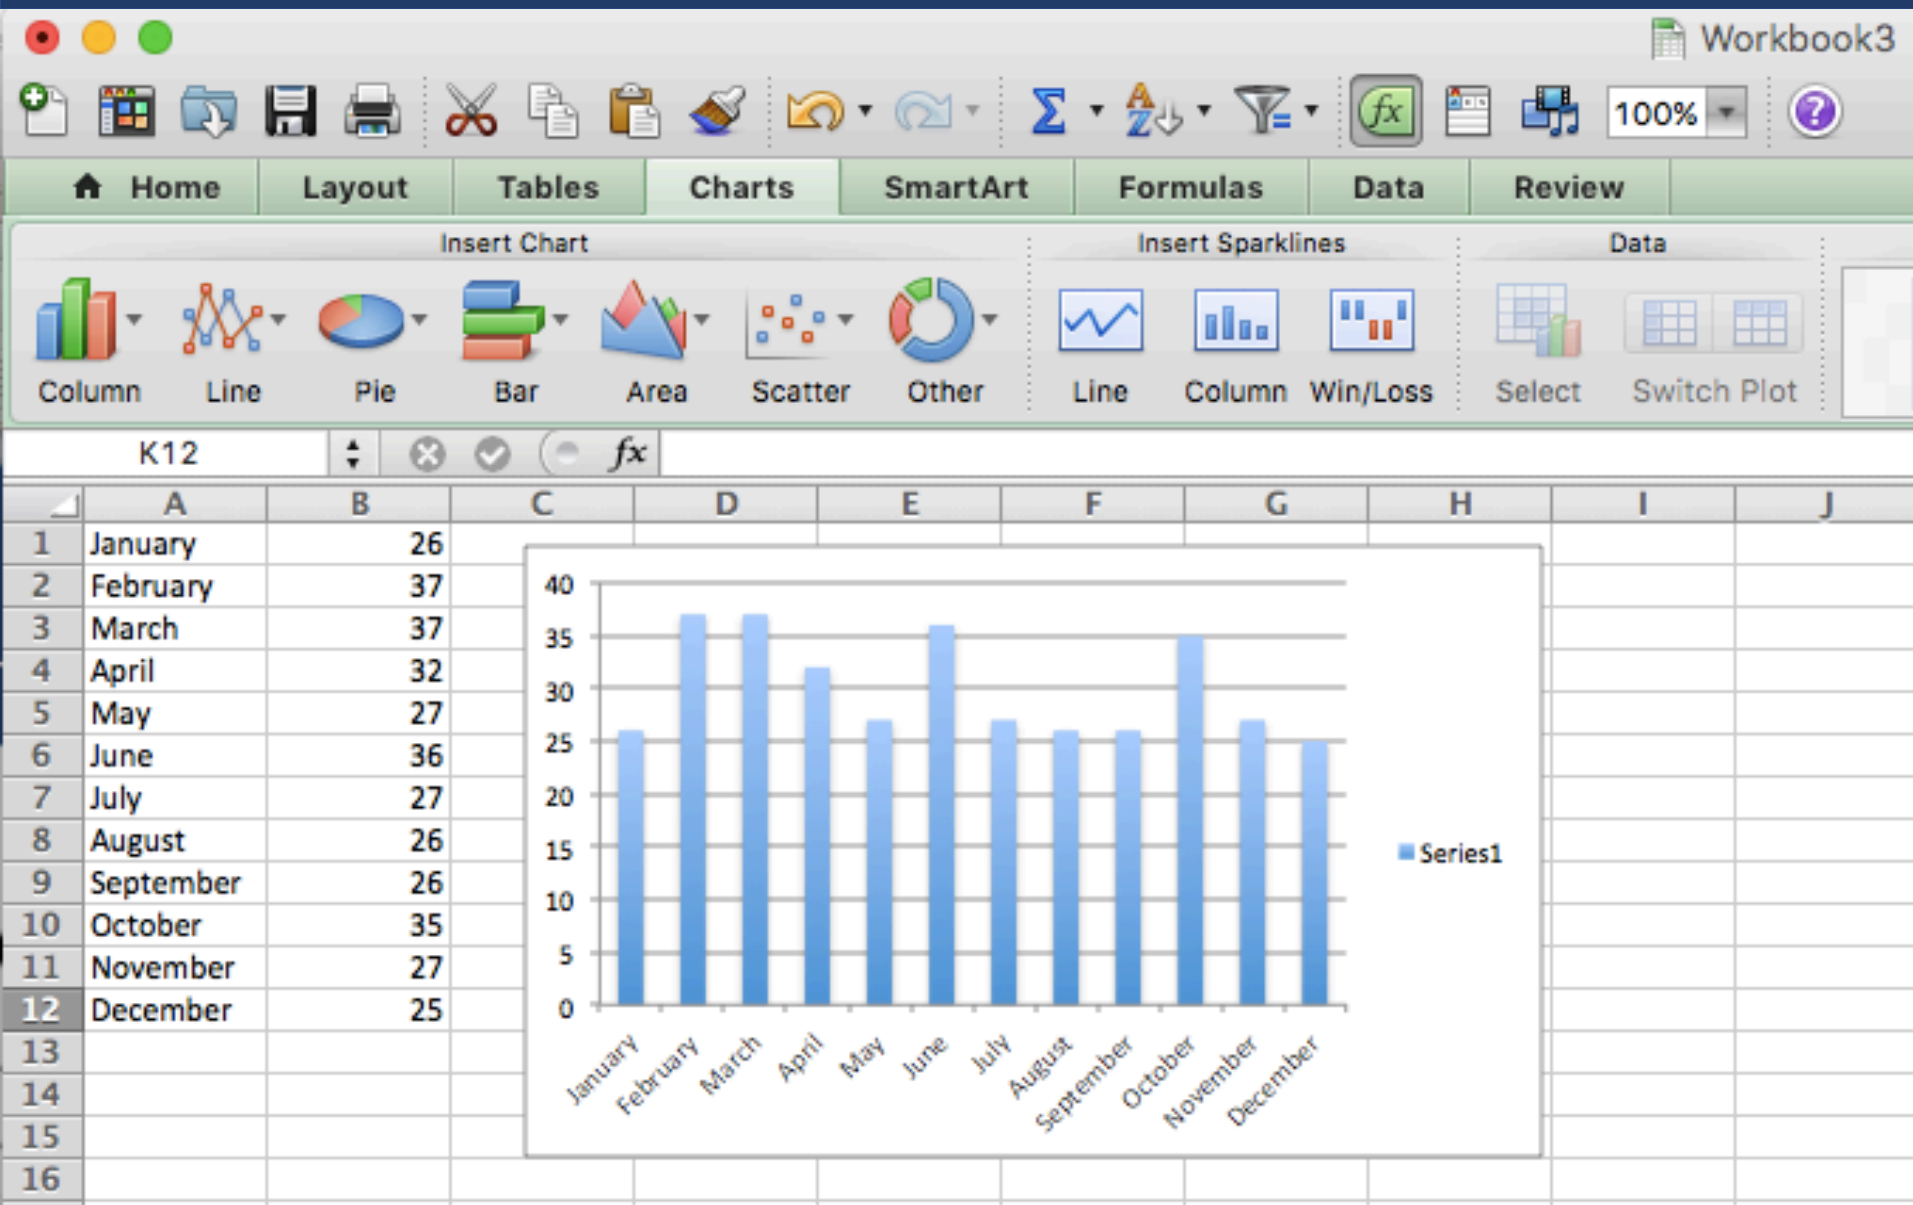 Workbook3
Σ A Z fx 100% ?
Home Layout Tables Charts SmartArt Formulas Data Review
Insert Chart Insert Sparklines Data
Column Line Pie Bar Area Scatter Other Line Column Win/Loss Select Switch Plot
K12 fx
A B C D E F G H I J
1 January 26
2 February 37
3 March 37
4 April 32
5 May 27
6 June 36
7 July 27
8 August 26
9 September 26
10 October 35
11 November 27
12 December 25
13
14
15
16
40
35
30
25
20
15
10
5
0
January February March April May June July August September October November December
Series1